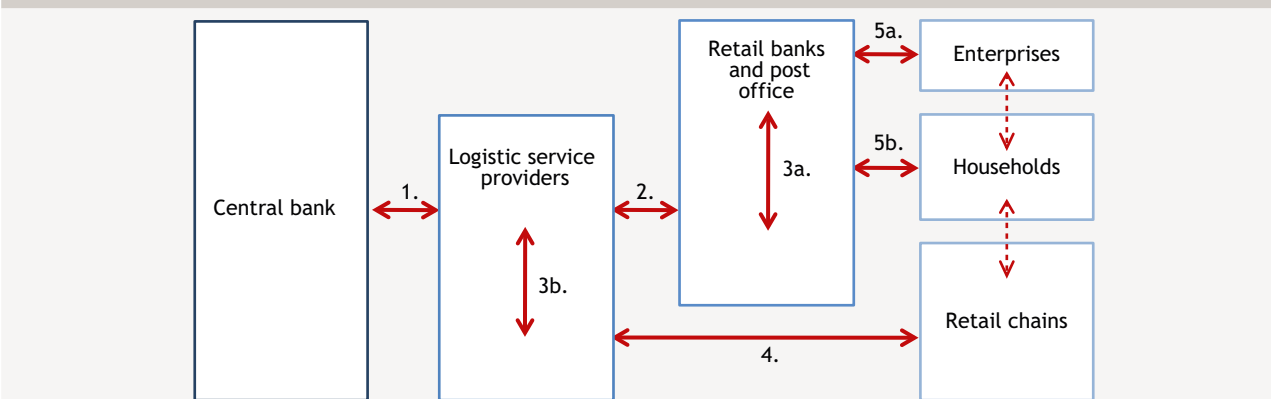 Central bank
1.
Logistic service
providers
3b.
2.
Retail banks
and post
office
3a.
4.
5a.
5b.
Enterprises
Households
Retail chains